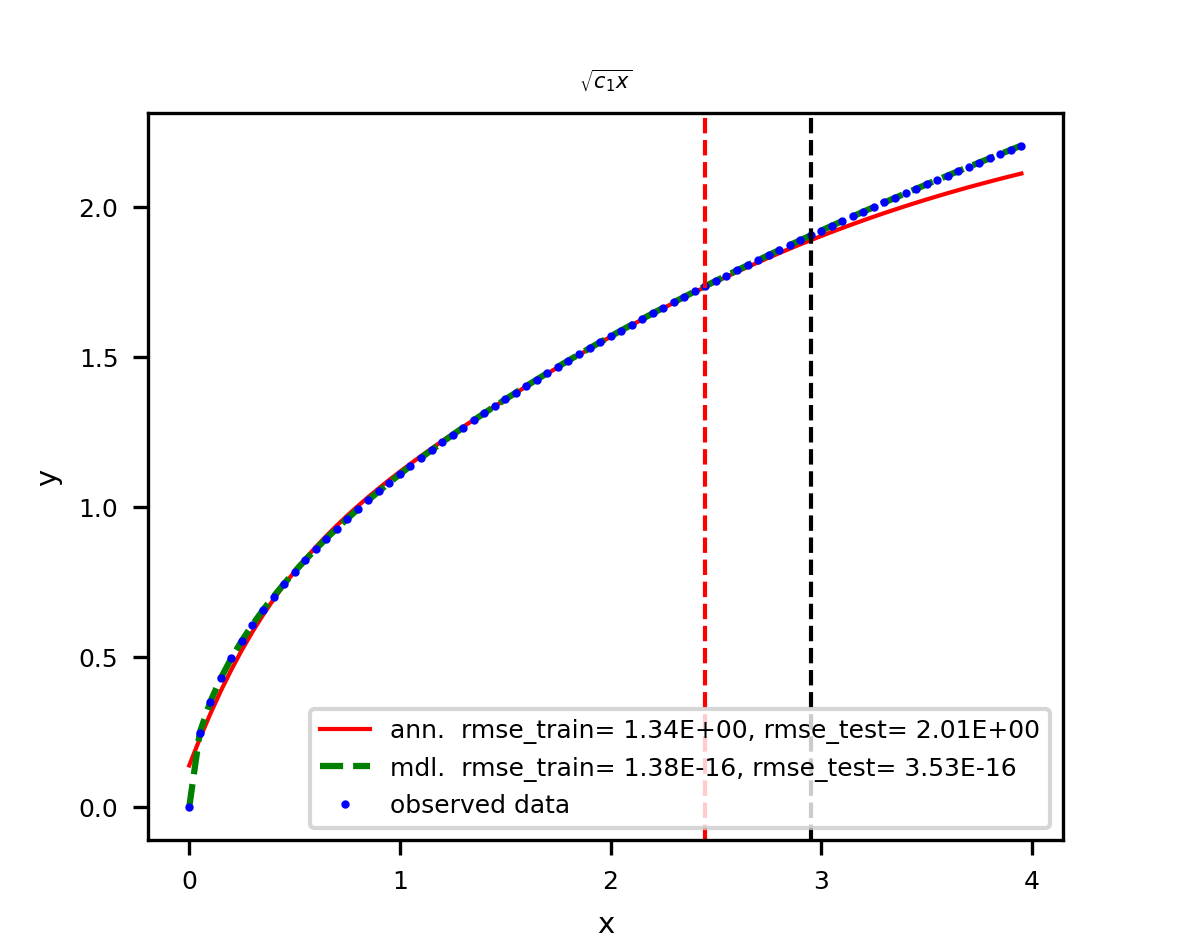 √c₁x
2.0
1.5
1.0
0.5
0.0
y
ann.  rmse_train= 1.34E+00, rmse_test= 2.01E+00
mdl.  rmse_train= 1.38E-16, rmse_test= 3.53E-16
observed data
0 1 2 3 4
x